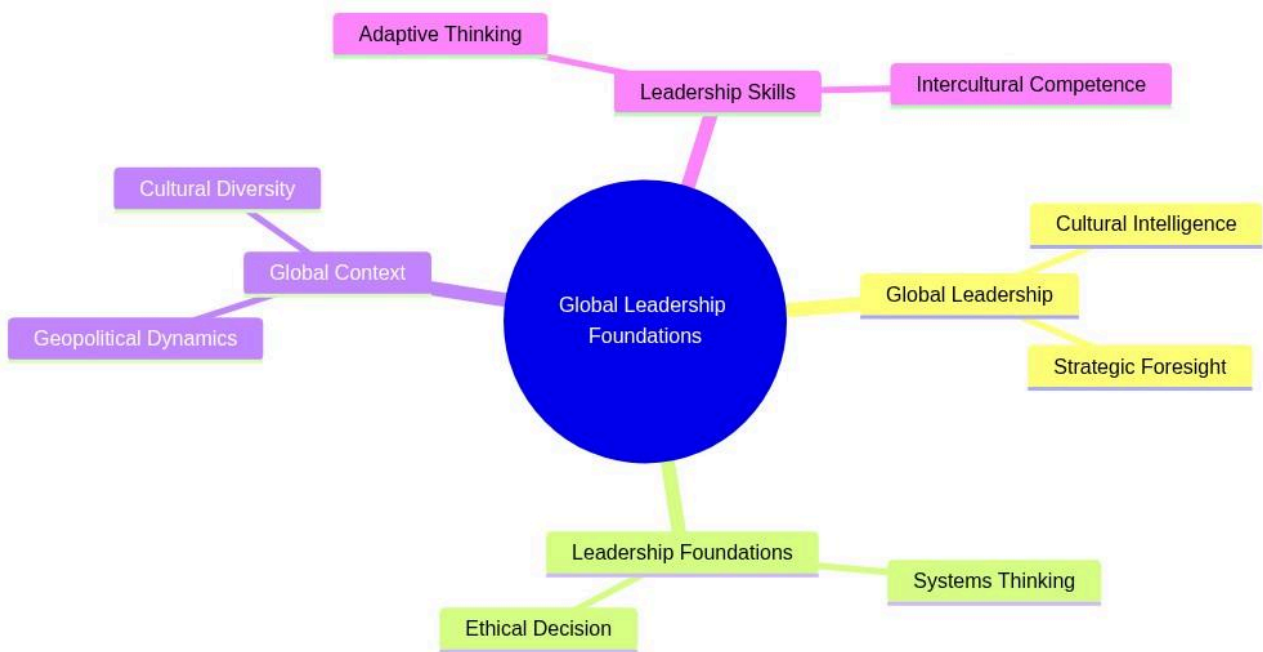 Adaptive Thinking
Leadership Skills
Intercultural Competence
Cultural Diversity
Global Context
Geopolitical Dynamics
Global Leadership
Foundations
Cultural Intelligence
Global Leadership
Strategic Foresight
Leadership Foundations
Systems Thinking
Ethical Decision